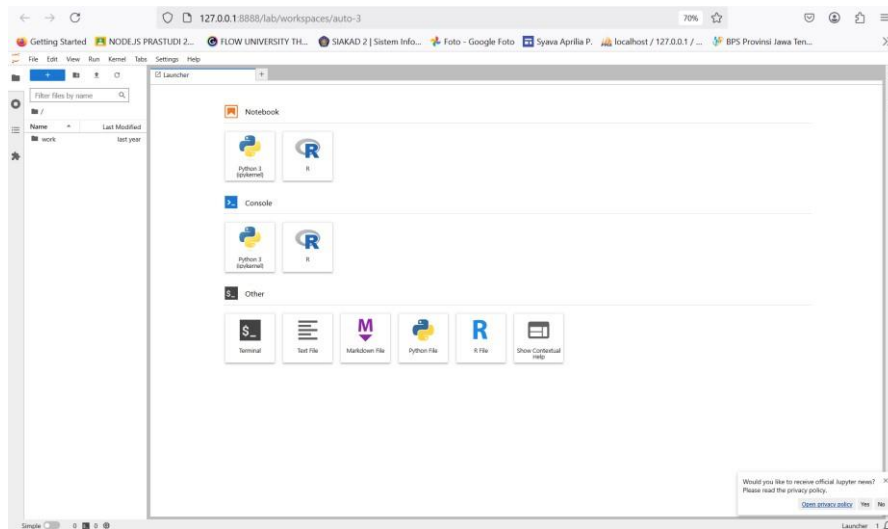 127.0.0.1:8888/lab/workspaces/auto-3
70%
Getting Started
NODE.JS PRASTUDI 2...
FLOW UNIVERSITY TH...
SIAKAD 2 | Sistem Info...
Foto - Google Foto
Syava Aprilia P.
localhost / 127.0.0.1 / ...
BPS Provinsi Jawa Ten...
File Edit View Run Kernel Tabs Settings Help
+
Filter files by name
/
Name
Last Modified
work
last year
Launcher
+
Notebook
Python 3
(ipykernel)
R
Console
Python 3
(ipykernel)
R
Other
$_
Terminal
Text File
M
Markdown File
Python File
R
R File
Show Contextual
Help
Would you like to receive official Jupyter news?
Please read the privacy policy.
Open privacy policy
Yes
No
Simple
0
0
Launcher
1